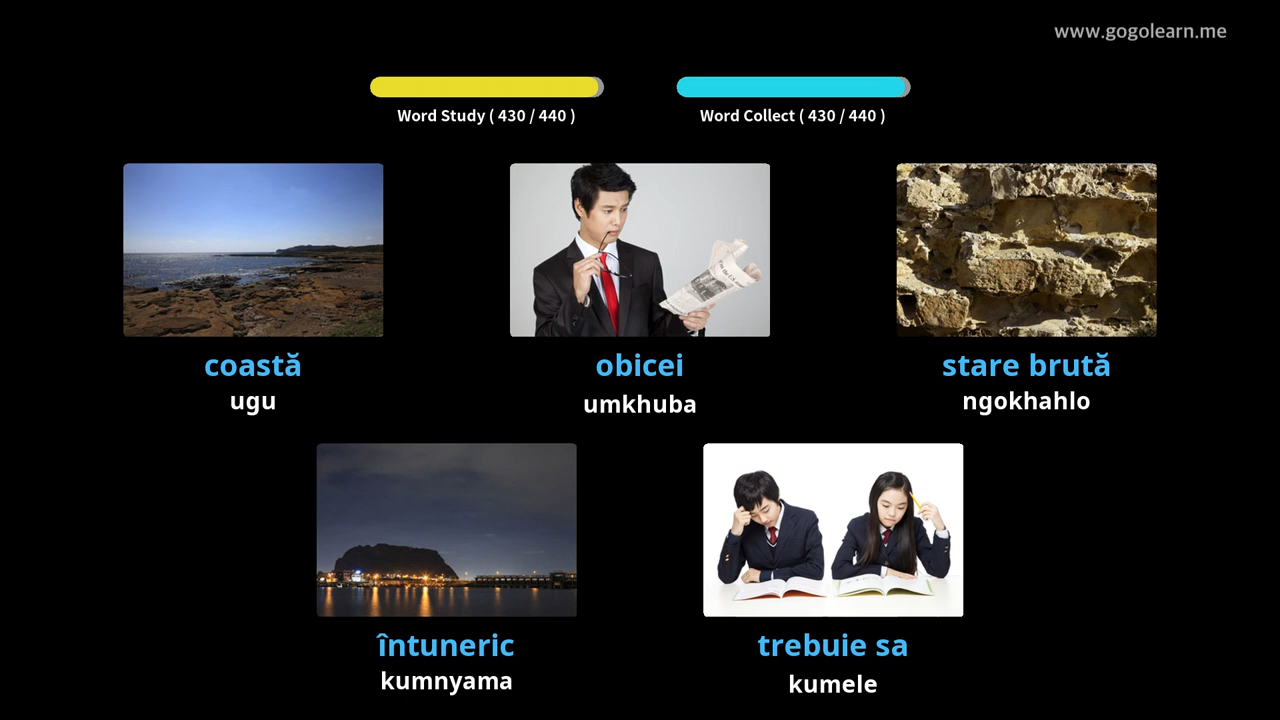 www.gogolearn.me
Word Study ( 430 / 440 )
Word Collect ( 430 / 440 )
coastă
ugu
obicei
umkhuba
stare brută
ngokhahlo
întuneric
kumnyama
trebuie sa
kumele